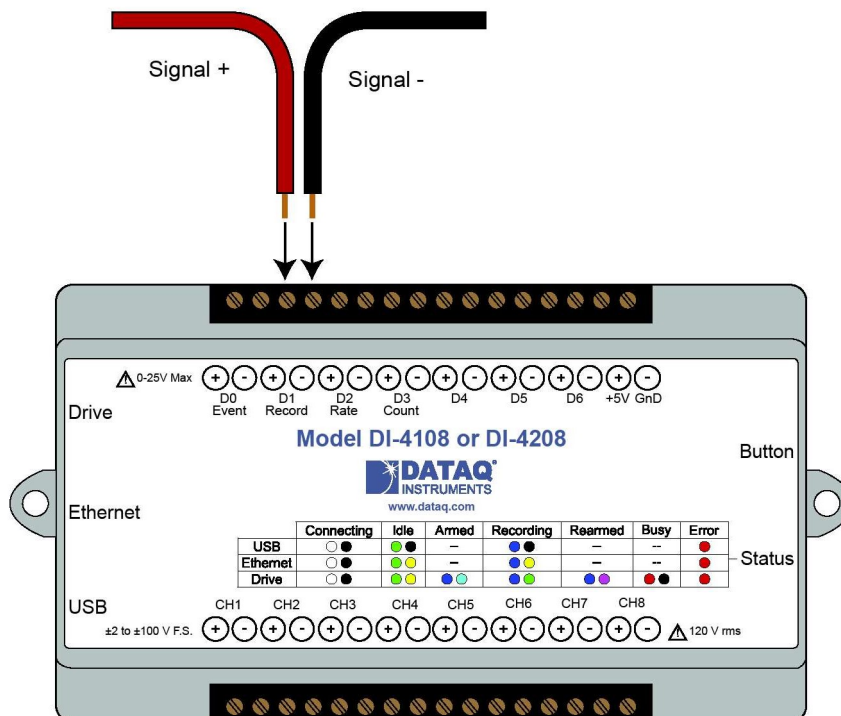 Signal +
Signal -
0-25V Max
+ - + - + - + - + - + - + - + -
D0 D1 D2 D3 D4 D5 D6 +5V GnD
Event Record Rate Count
Drive
Model DI-4108 or DI-4208
Button
DATAQ®
INSTRUMENTS
www.dataq.com
Ethernet
Connecting Idle Armed Recording Rearmed Busy Error
USB – – --
Ethernet – – --
Drive
Status
USB
CH1 CH2 CH3 CH4 CH5 CH6 CH7 CH8
±2 to ±100 V F.S. + - + - + - + - + - + - + - + - 120 V rms